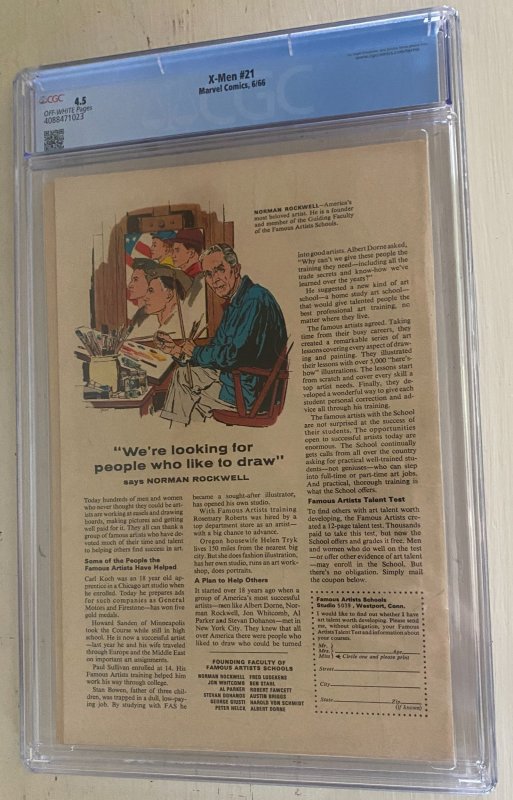 CGC
4.5
OFF-WHITE Pages
4088471023
X-Men #21
Marvel Comics, 6/66
NORMAN ROCKWELL—America's
most beloved artist. He is a founder
and member of the Guiding Faculty
of the Famous Artists Schools.
"We're looking for
people who like to draw"
says NORMAN ROCKWELL
Today hundreds of men and women
who never thought they could be art-
ists are working at easels and drawing
boards, making pictures and getting
well paid for it. They all can thank a
group of famous artists who have de-
voted much of their time and talent
to helping others find success in art.
Some of the People the
Famous Artists Have Helped
Carl Koch was an 18 year old ap-
prentice in a Chicago art studio when
he enrolled. Today he prepares ads
for such companies as General
Motors and Firestone—has won five
gold medals.
Howard Sanden of Minneapolis
took the Course while still in high
school. He is now a successful artist
—last year he and his wife traveled
through Europe and the Middle East
on important art assignments.
Paul Sullivan enrolled at 14. His
Famous Artists training helped him
work his way through college.
Stan Bowen, father of three chil-
dren, was trapped in a dull, low-pay-
ing job. By studying with FAS he
became a sought-after illustrator,
has opened his own studio.
With Famous Artists training
Rosemary Roberts was hired by a
top department store as an artist—
with a big chance to advance.
Oregon housewife Helen Tryk
lives 150 miles from the nearest big
city. But she does fashion illustration,
has her own studio, runs an art work-
shop, does portraits.
A Plan to Help Others
It started over 18 years ago when a
group of America's most successful
artists—men like Albert Dorne, Nor-
man Rockwell, Jon Whitcomb, Al
Parker and Stevan Dohanos—met in
New York City. They knew that all
over America there were people who
liked to draw who could be turned
FOUNDING FACULTY OF
FAMOUS ARTISTS SCHOOLS
NORMAN ROCKWELL FRED LUDEKENS
JON WHITCOMB BEN STAHL
AL PARKER ROBERT FAWCETT
STEVAN DOHANOS AUSTIN BRIGGS
GEORGE GIUSTI HAROLD VON SCHMIDT
PETER HELCK ALBERT DORNE
into good artists. Albert Dorne asked,
"Why can't we give these people the
training they need—including all the
trade secrets and know-how we've
learned over the years?"
He suggested a new kind of art
school—a home study art school—
that would give talented people the
best professional art training, no
matter where they live.
The famous artists agreed. Taking
time from their busy careers, they
created a remarkable series of art
lessons covering every aspect of draw-
ing and painting. They illustrated
their lessons with over 5,000 "here's-
how" illustrations. The lessons start
from scratch and cover every skill a
top artist needs. Finally, they de-
veloped a wonderful way to give each
student personal correction and ad-
vice all through his training.
The famous artists with the School
are not surprised at the success of
their students. The opportunities
open to successful artists today are
enormous. The School continually
gets calls from all over the country
asking for practical well-trained stu-
dents—not geniuses—who can step
into full-time or part-time art jobs.
And practical, thorough training is
what the School offers.
Famous Artists Talent Test
To find others with art talent worth
developing, the Famous Artists cre-
ated a 12-page talent test. Thousands
paid to take this test, but now the
School offers and grades it free. Men
and women who do well on the test
—or offer other evidence of art talent
—may enroll in the School. But
there's no obligation. Simply mail
the coupon below.
Famous Artists Schools
Studio 5038, Westport, Conn.
I would like to find out whether I have
art talent worth developing. Please send
me, without obligation, your Famous
Artists Talent Test and information about
your courses.
Mr.
Mrs. Age
Miss Circle one and please print
Street
City
State Zip
(if known)